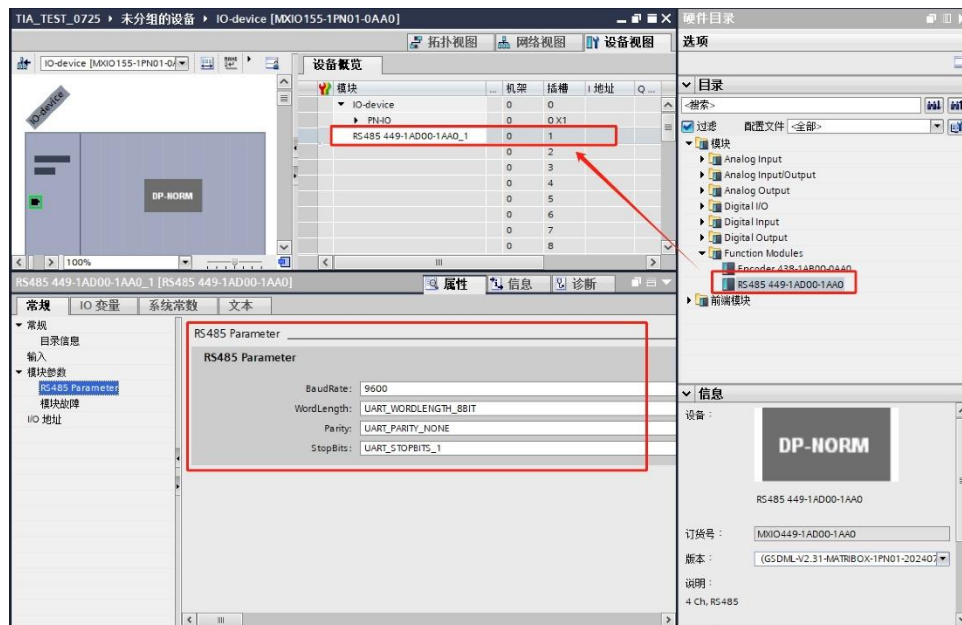 TIA_TEST_0725 ▸ 未分组的设备 ▸ IO-device [MXIO155-1PN01-0AA0]
拓扑视图 网络视图 设备视图
IO-device [MXIO155-1PN01-0
IO-device
DP-NORM
100%
设备概览
模块 ... 机架 插槽 I 地址 Q ...
IO-device 0 0
PN-IO 0 0 X1
RS485 449-1AD00-1AA0_1 0 1
0 2
0 3
0 4
0 5
0 6
0 7
0 8
RS485 449-1AD00-1AA0_1 [RS485 449-1AD00-1AA0]
属性 信息 诊断
常规 IO 变量 系统常数 文本
常规
目录信息
输入
模块参数
RS485 Parameter
模块故障
I/O 地址
RS485 Parameter
RS485 Parameter
BaudRate: 9600
WordLength: UART_WORDLENGTH_8BIT
Parity: UART_PARITY_NONE
StopBits: UART_STOPBITS_1
硬件目录
选项
目录
<搜索>
过滤 配置文件 <全部>
模块
Analog Input
Analog Input/Output
Analog Output
Digital I/O
Digital Input
Digital Output
Function Modules
Encoder 438-1AB00-0AA0
RS485 449-1AD00-1AA0
前端模块
信息
设备:
DP-NORM
RS485 449-1AD00-1AA0
订货号: MXIO449-1AD00-1AA0
版本: (GSDML-V2.31-MATRIBOX-1PN01-202407
说明:
4 Ch, RS485